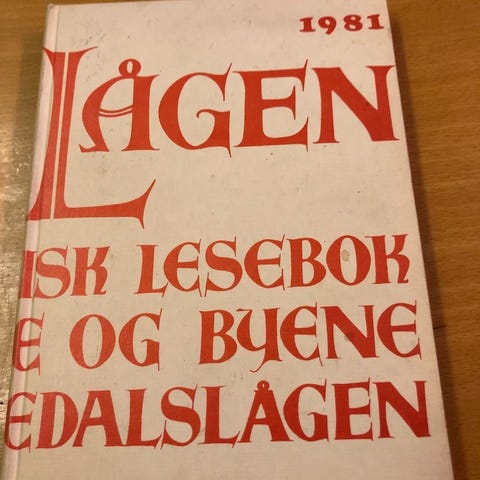 1981
LÅGEN
ISK LESEBOK
E OG BYENE
EDALSLÅGEN